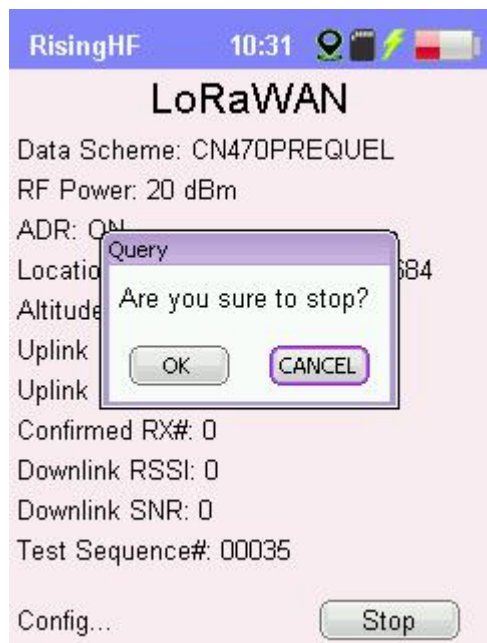 RisingHF 10:31
LoRaWAN
Data Scheme: CN470PREQUEL
RF Power: 20 dBm
ADR: ON
Query
684
Are you sure to stop?
Altitude
Uplink
OK CANCEL
Uplink
Confirmed RX#: 0
Downlink RSSI: 0
Downlink SNR: 0
Test Sequence#: 00035
Config... Stop